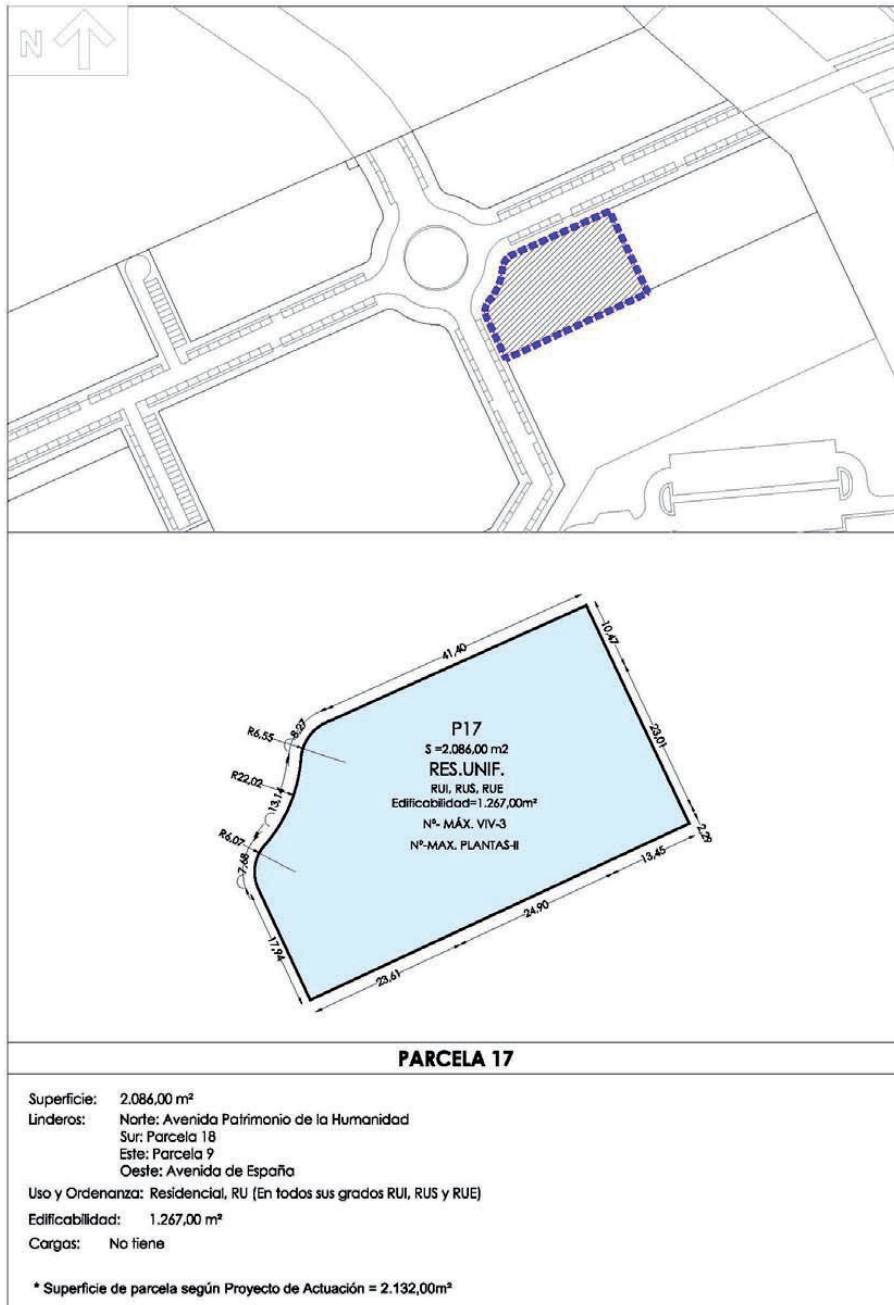 N
41,40
10,47
23,01
2,29
13,45
24,90
23,61
17,94
7,68
R6,07
13,14
R22,02
8,27
R6,55
P17
S =2.086,00 m2
RES.UNIF.
RUI, RUS, RUE
Edificabilidad=1.267,00m²
Nº- MÁX. VIV-3
Nº-MAX. PLANTAS-II
PARCELA 17
Superficie: 2.086,00 m²
Linderos: Norte: Avenida Patrimonio de la Humanidad
Sur: Parcela 18
Este: Parcela 9
Oeste: Avenida de España
Uso y Ordenanza: Residencial, RU (En todos sus grados RUI, RUS y RUE)
Edificabilidad: 1.267,00 m²
Cargas: No tiene
* Superficie de parcela según Proyecto de Actuación = 2.132,00m²